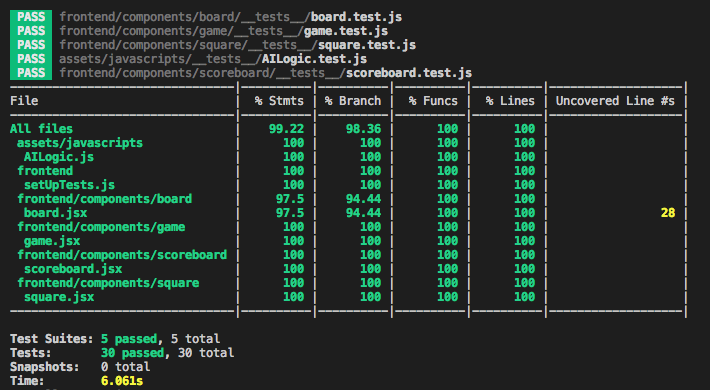 PASS frontend/components/board/__tests__/board.test.js
PASS frontend/components/game/__tests__/game.test.js
PASS frontend/components/square/__tests__/square.test.js
PASS assets/javascripts/__tests__/AILogic.test.js
PASS frontend/components/scoreboard/__tests__/scoreboard.test.js
File | % Stmts | % Branch | % Funcs | % Lines | Uncovered Line #s |
All files | 99.22 | 98.36 | 100 | 100 | |
assets/javascripts | 100 | 100 | 100 | 100 | |
AILogic.js | 100 | 100 | 100 | 100 | |
frontend | 100 | 100 | 100 | 100 | |
setUpTests.js | 100 | 100 | 100 | 100 | |
frontend/components/board | 97.5 | 94.44 | 100 | 100 | |
board.jsx | 97.5 | 94.44 | 100 | 100 | 28 |
frontend/components/game | 100 | 100 | 100 | 100 | |
game.jsx | 100 | 100 | 100 | 100 | |
frontend/components/scoreboard | 100 | 100 | 100 | 100 | |
scoreboard.jsx | 100 | 100 | 100 | 100 | |
frontend/components/square | 100 | 100 | 100 | 100 | |
square.jsx | 100 | 100 | 100 | 100 | |
Test Suites: 5 passed, 5 total
Tests: 30 passed, 30 total
Snapshots: 0 total
Time: 6.061s